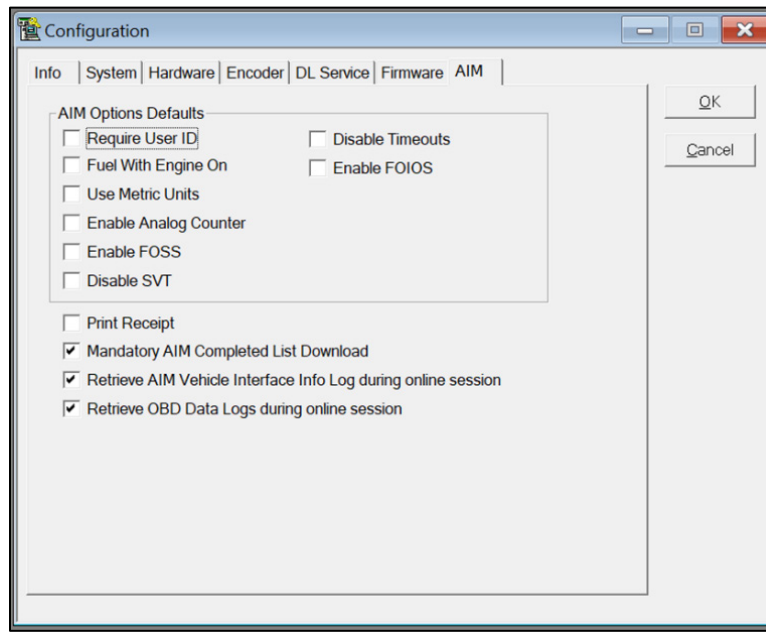 Configuration
Info System Hardware Encoder DL Service Firmware AIM
OK
Cancel
AIM Options Defaults
Require User ID
Disable Timeouts
Fuel With Engine On
Enable FOIOS
Use Metric Units
Enable Analog Counter
Enable FOSS
Disable SVT
Print Receipt
Mandatory AIM Completed List Download
Retrieve AIM Vehicle Interface Info Log during online session
Retrieve OBD Data Logs during online session